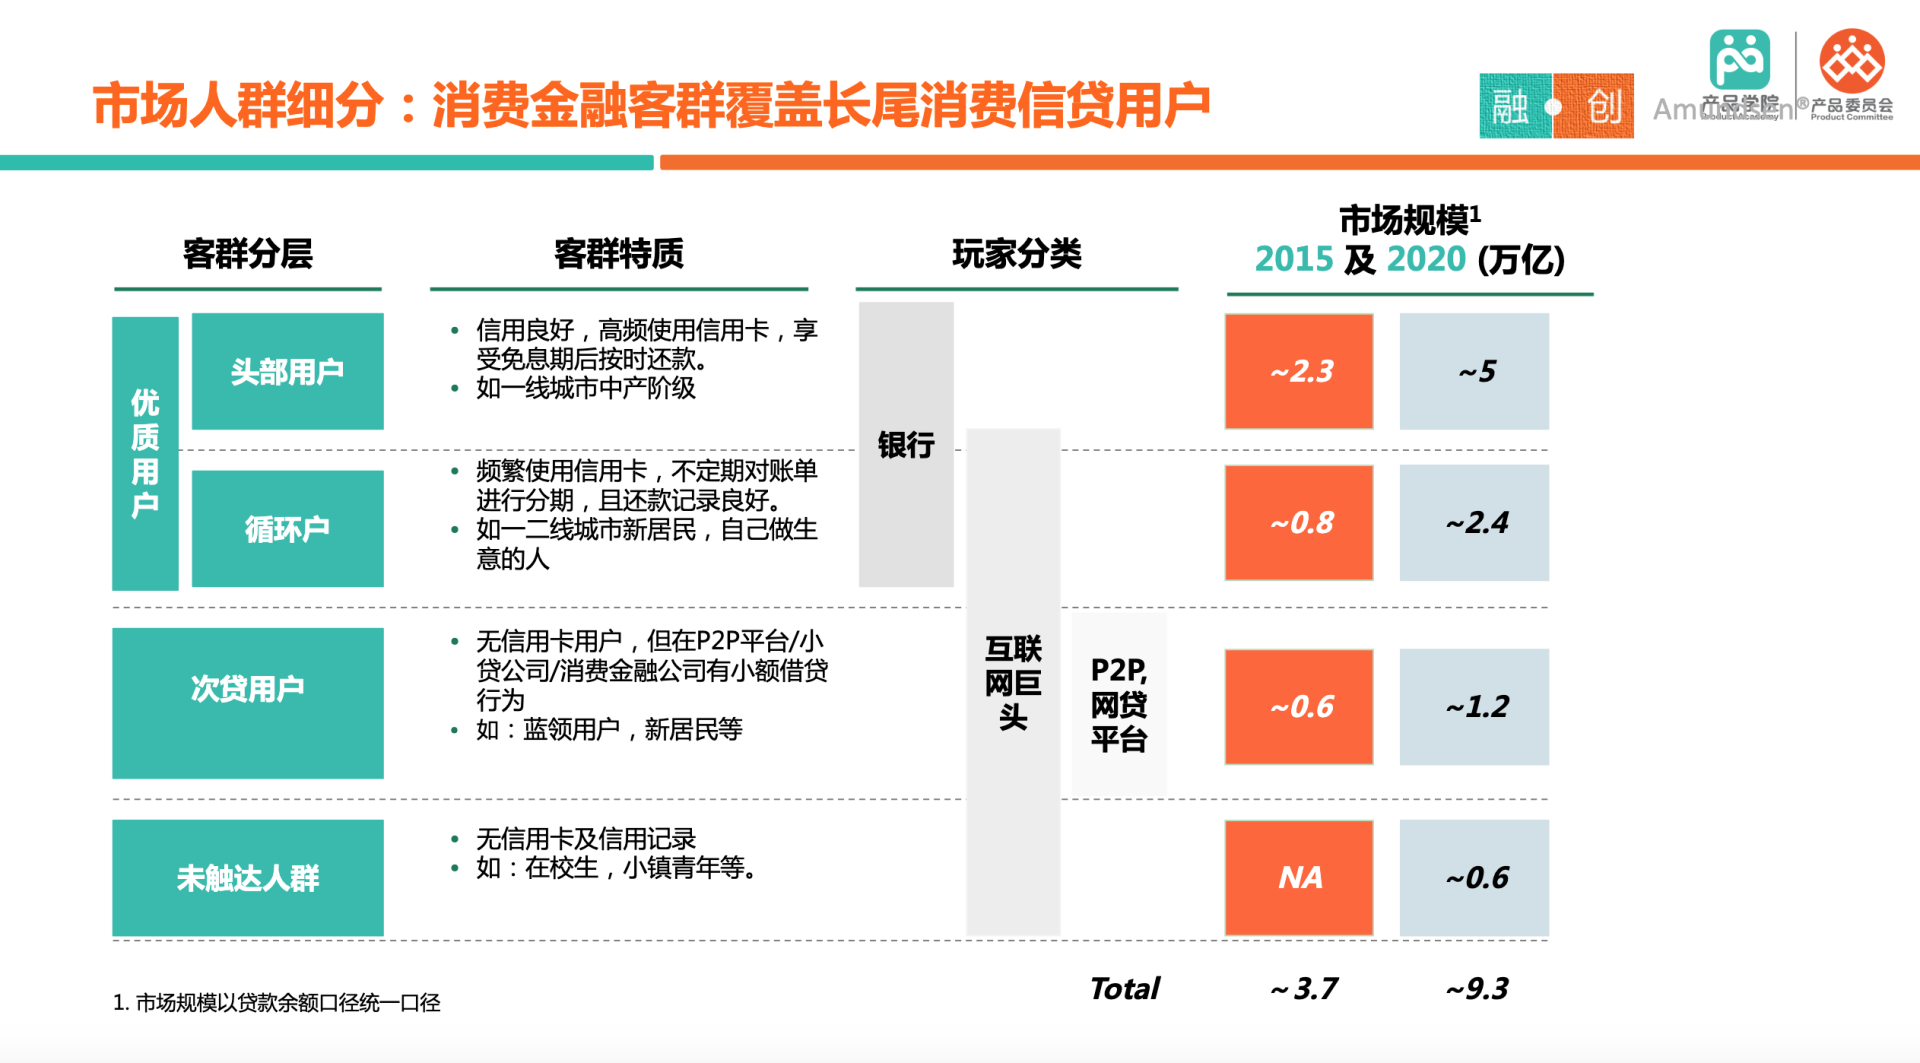 市场人群细分：消费金融客群覆盖长尾消费信贷用户
融 创
产品学院
Product Academy
产品委员会
Product Committee
客群分层
客群特质
玩家分类
市场规模1
2015 及 2020 (万亿)
优质用户
头部用户
• 信用良好，高频使用信用卡，享
受免息期后按时还款。
• 如一线城市中产阶级
银行
~2.3
~5
循环户
• 频繁使用信用卡，不定期对账单
进行分期，且还款记录良好。
• 如一二线城市新居民，自己做生
意的人
~0.8
~2.4
次贷用户
• 无信用卡用户，但在P2P平台/小
贷公司/消费金融公司有小额借贷
行为
• 如：蓝领用户，新居民等
互联
网巨
头
P2P,
网贷
平台
~0.6
~1.2
未触达人群
• 无信用卡及信用记录
• 如：在校生，小镇青年等。
NA
~0.6
Total
~3.7
~9.3
1. 市场规模以贷款余额口径统一口径